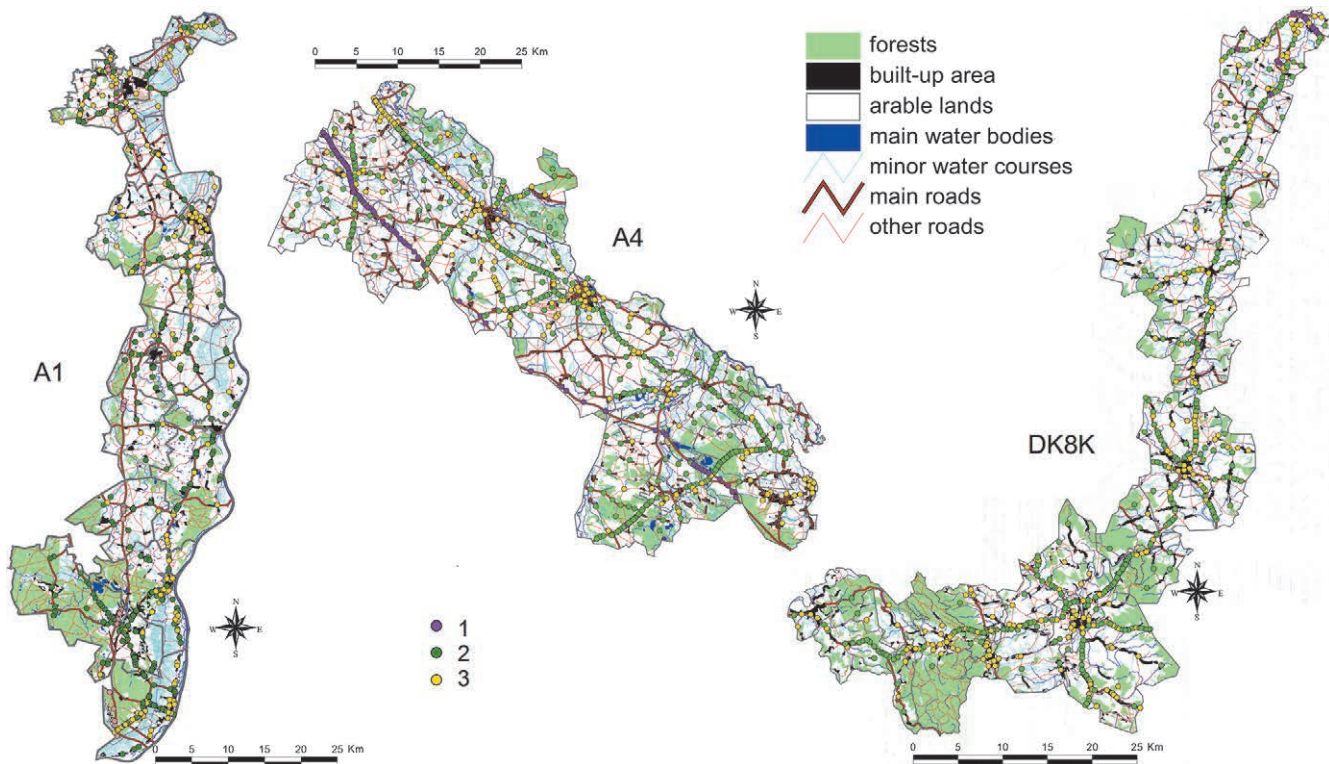 0 5 10 15 20 25 Km
forests
built-up area
arable lands
main water bodies
minor water courses
main roads
other roads
A1
A4
DK8K
N
W E
S
N
W E
S
N
W E
S
1
2
3
0 5 10 15 20 25 Km
0 5 10 15 20 25 Km